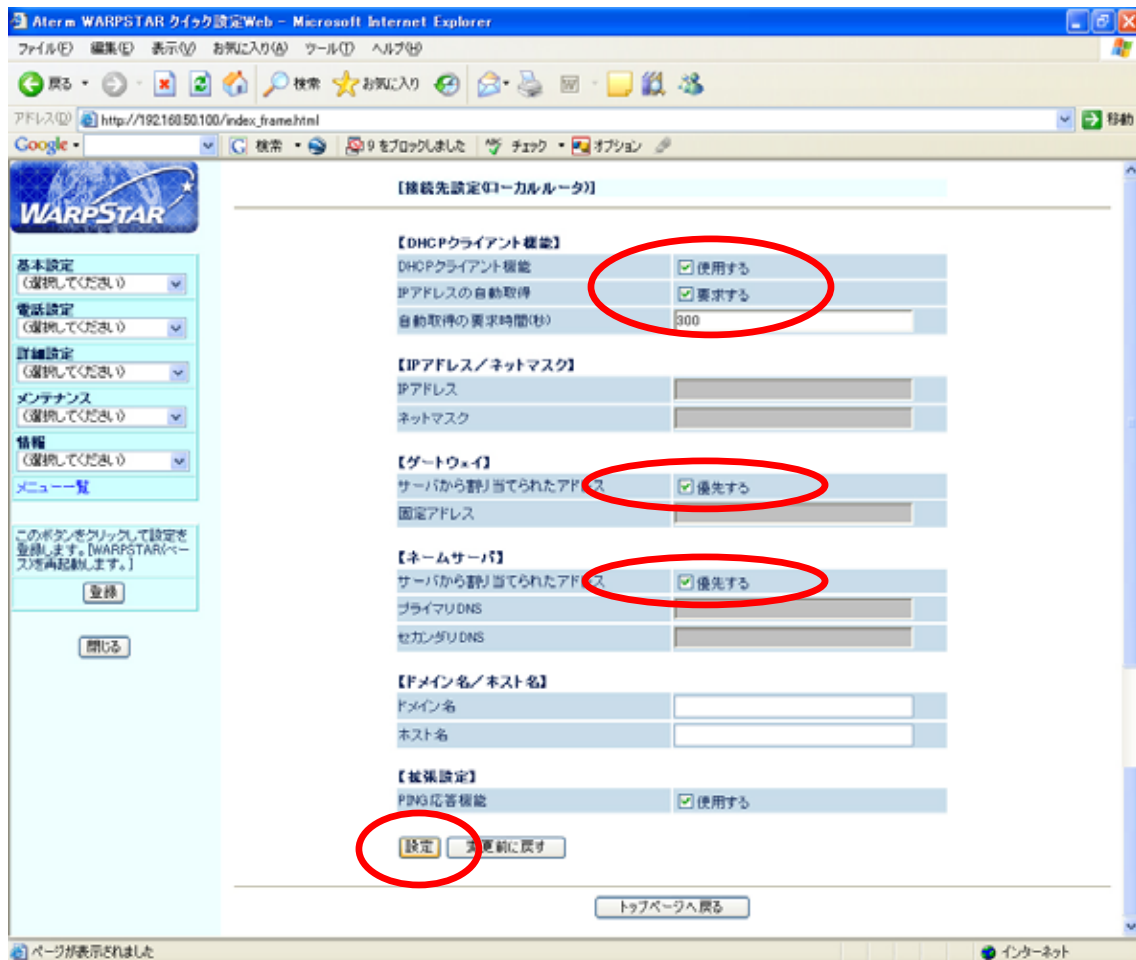 Aterm WARPSTAR クイック設定Web - Microsoft Internet Explorer
ファイル(F) 編集(E) 表示(V) お気に入り(A) ツール(T) ヘルプ(H)
戻る 検索 お気に入り
アドレス(D) http://192.168.50.100/index_frame.html 移動
Google 検索 9 をブロックしました チェック オプション
WARPSTAR
基本設定
(選択してください)
電話設定
(選択してください)
詳細設定
(選択してください)
メンテナンス
(選択してください)
情報
(選択してください)
メニュー一覧
このボタンをクリックして設定を
登録します。[WARPSTAR(ベー
ス)を再起動します。]
登録
閉じる
[接続先設定(ローカルルータ)]
【DHCPクライアント機能】
DHCPクライアント機能 使用する
IPアドレスの自動取得 要求する
自動取得の要求時間(秒) 300
【IPアドレス/ネットマスク】
IPアドレス
ネットマスク
【ゲートウェイ】
サーバから割り当てられたアドレス 優先する
固定アドレス
【ネームサーバ】
サーバから割り当てられたアドレス 優先する
プライマリDNS
セカンダリDNS
【ドメイン名/ホスト名】
ドメイン名
ホスト名
【拡張設定】
PING応答機能 使用する
設定 変更前に戻す
トップページへ戻る
ページが表示されました インターネット